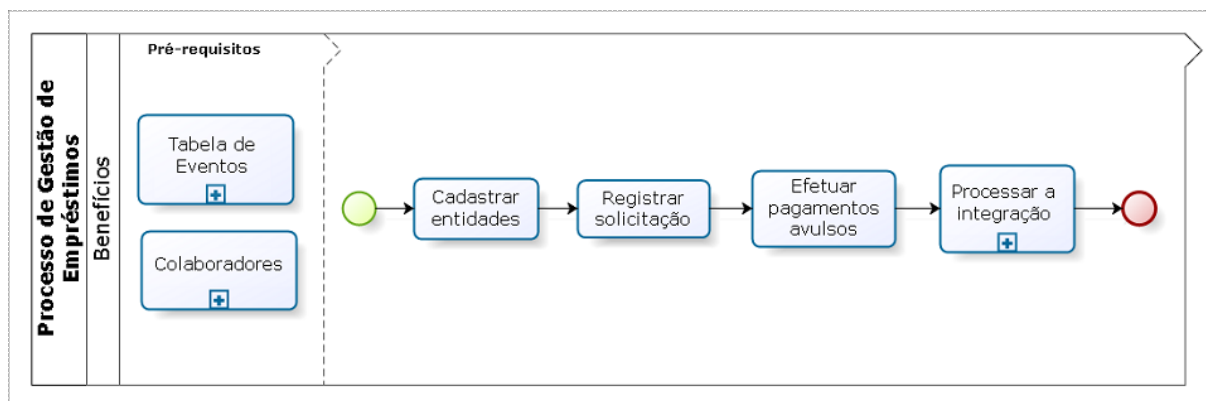 Processo de Gestão de
Empréstimos
Benefícios
Pré-requisitos
Tabela de
Eventos
Colaboradores
Cadastrar
entidades
Registrar
solicitação
Efetuar
pagamentos
avulsos
Processar a
integração